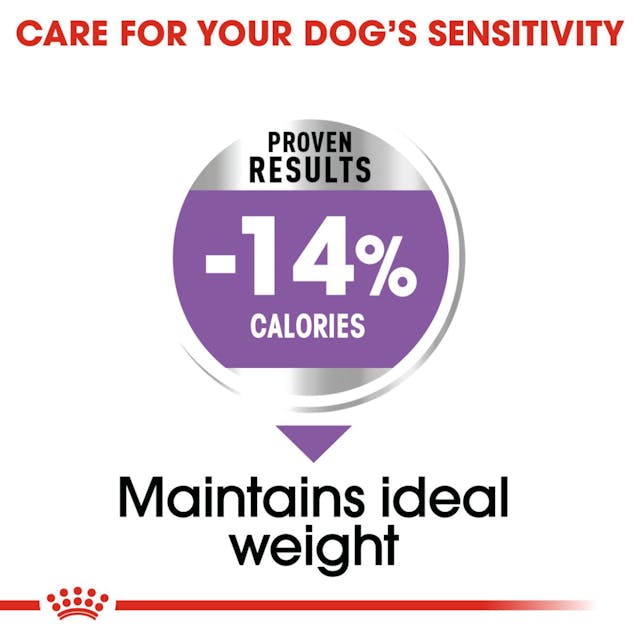 CARE FOR YOUR DOG’S SENSITIVITY
PROVEN
RESULTS
-14%
CALORIES
Maintains ideal
weight